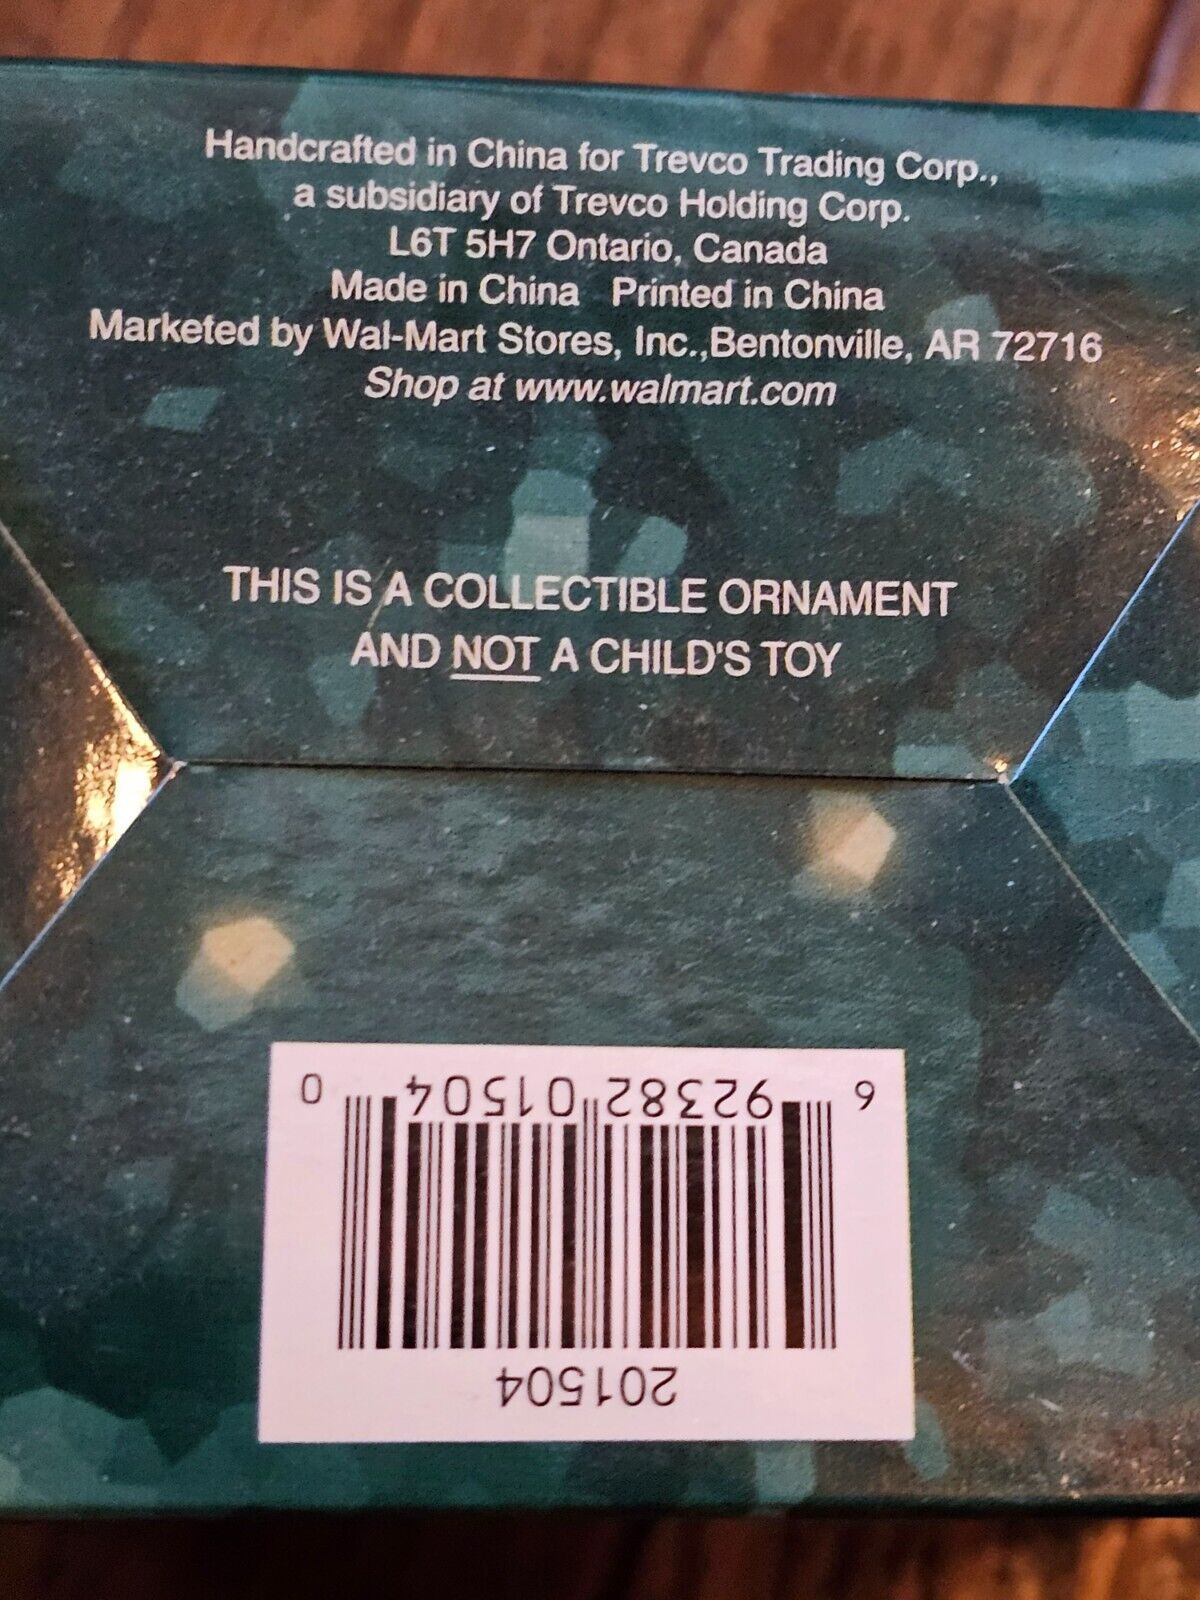 Handcrafted in China for Trevco Trading Corp.,
a subsidiary of Trevco Holding Corp.
L6T 5H7 Ontario, Canada
Made in China Printed in China
Marketed by Wal-Mart Stores, Inc.,Bentonville, AR 72716
Shop at www.walmart.com
THIS IS A COLLECTIBLE ORNAMENT
AND NOT A CHILD'S TOY
6 92382 01504 0
201504